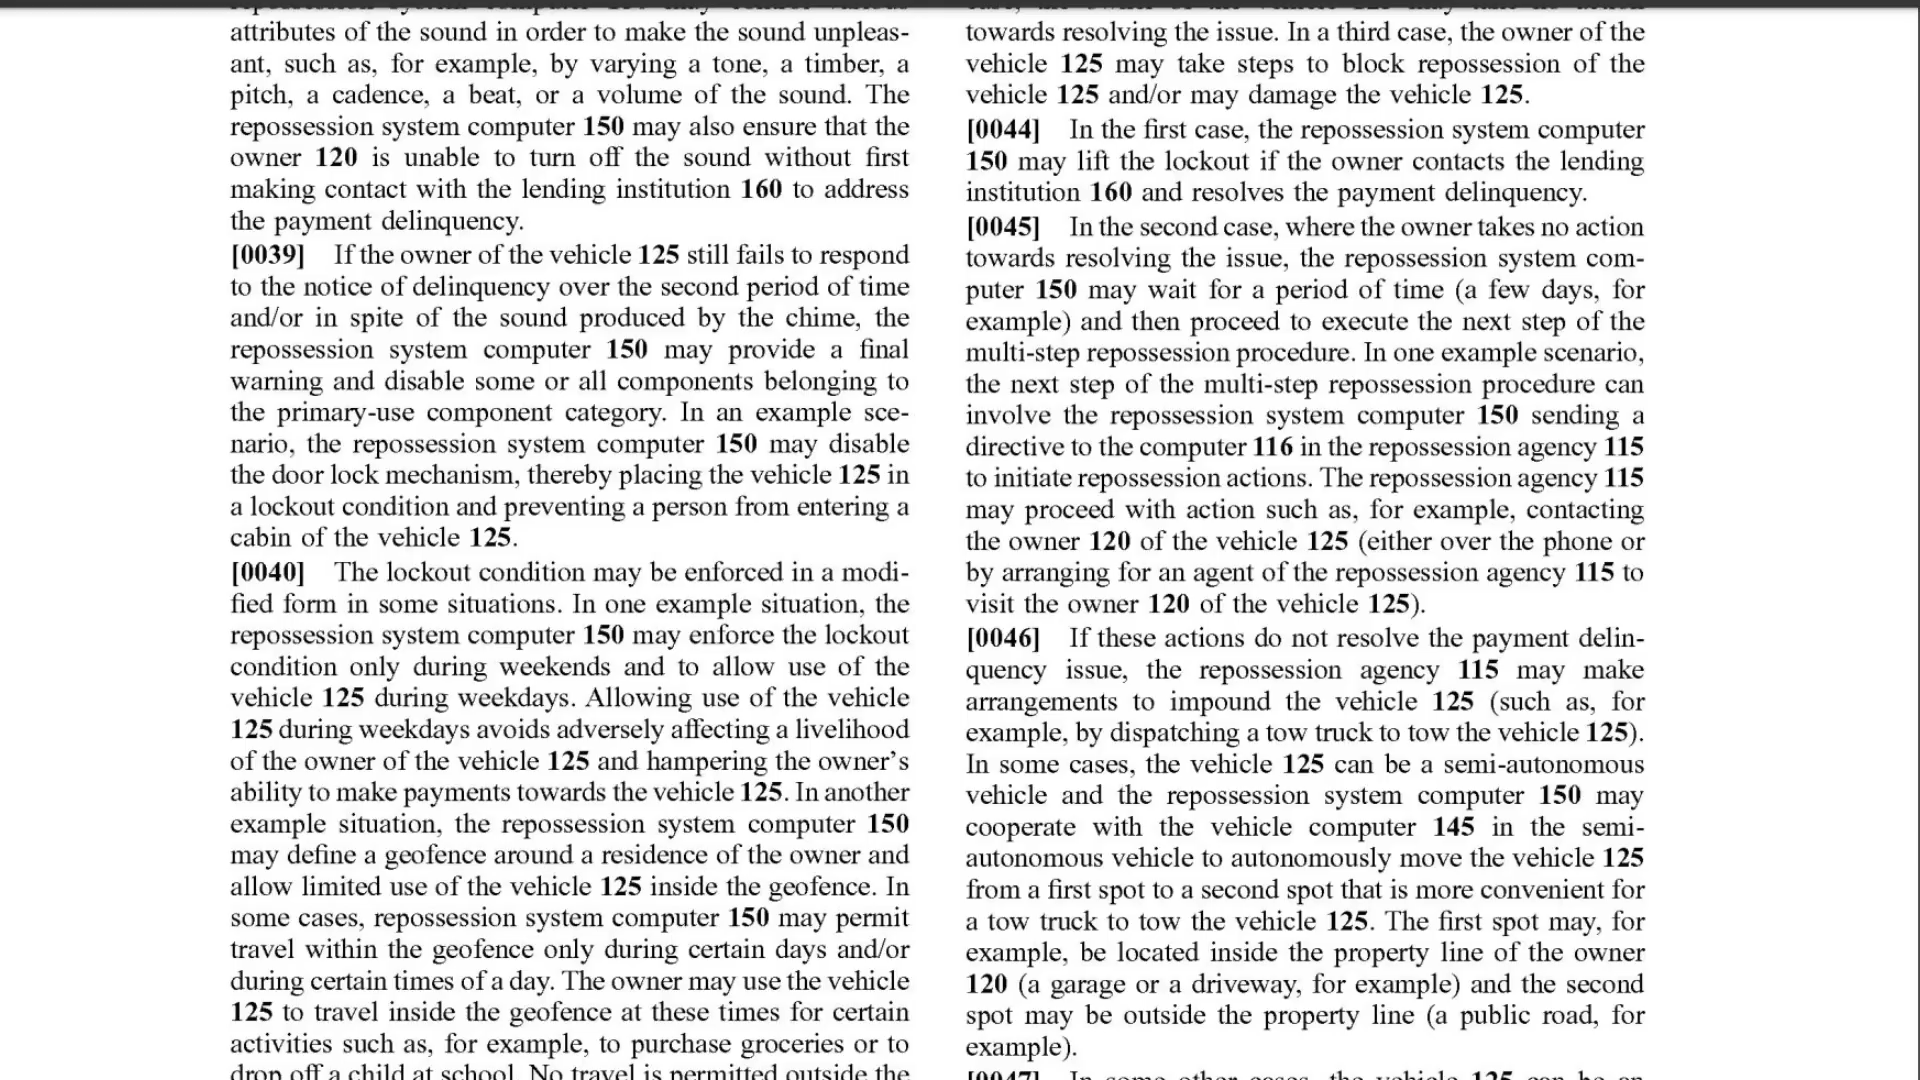 attributes of the sound in order to make the sound unpleas-
ant, such as, for example, by varying a tone, a timber, a
pitch, a cadence, a beat, or a volume of the sound. The
repossession system computer 150 may also ensure that the
owner 120 is unable to turn off the sound without first
making contact with the lending institution 160 to address
the payment delinquency.
[0039] If the owner of the vehicle 125 still fails to respond
to the notice of delinquency over the second period of time
and/or in spite of the sound produced by the chime, the
repossession system computer 150 may provide a final
warning and disable some or all components belonging to
the primary-use component category. In an example sce-
nario, the repossession system computer 150 may disable
the door lock mechanism, thereby placing the vehicle 125 in
a lockout condition and preventing a person from entering a
cabin of the vehicle 125.
[0040] The lockout condition may be enforced in a modi-
fied form in some situations. In one example situation, the
repossession system computer 150 may enforce the lockout
condition only during weekends and to allow use of the
vehicle 125 during weekdays. Allowing use of the vehicle
125 during weekdays avoids adversely affecting a livelihood
of the owner of the vehicle 125 and hampering the owner's
ability to make payments towards the vehicle 125. In another
example situation, the repossession system computer 150
may define a geofence around a residence of the owner and
allow limited use of the vehicle 125 inside the geofence. In
some cases, repossession system computer 150 may permit
travel within the geofence only during certain days and/or
during certain times of a day. The owner may use the vehicle
125 to travel inside the geofence at these times for certain
activities such as, for example, to purchase groceries or to
drop off a child at school. No travel is permitted outside the
towards resolving the issue. In a third case, the owner of the
vehicle 125 may take steps to block repossession of the
vehicle 125 and/or may damage the vehicle 125.
[0044] In the first case, the repossession system computer
150 may lift the lockout if the owner contacts the lending
institution 160 and resolves the payment delinquency.
[0045] In the second case, where the owner takes no action
towards resolving the issue, the repossession system com-
puter 150 may wait for a period of time (a few days, for
example) and then proceed to execute the next step of the
multi-step repossession procedure. In one example scenario,
the next step of the multi-step repossession procedure can
involve the repossession system computer 150 sending a
directive to the computer 116 in the repossession agency 115
to initiate repossession actions. The repossession agency 115
may proceed with action such as, for example, contacting
the owner 120 of the vehicle 125 (either over the phone or
by arranging for an agent of the repossession agency 115 to
visit the owner 120 of the vehicle 125).
[0046] If these actions do not resolve the payment delin-
quency issue, the repossession agency 115 may make
arrangements to impound the vehicle 125 (such as, for
example, by dispatching a tow truck to tow the vehicle 125).
In some cases, the vehicle 125 can be a semi-autonomous
vehicle and the repossession system computer 150 may
cooperate with the vehicle computer 145 in the semi-
autonomous vehicle to autonomously move the vehicle 125
from a first spot to a second spot that is more convenient for
a tow truck to tow the vehicle 125. The first spot may, for
example, be located inside the property line of the owner
120 (a garage or a driveway, for example) and the second
spot may be outside the property line (a public road, for
example).
[0047] In some other cases, the vehicle 125 can be an